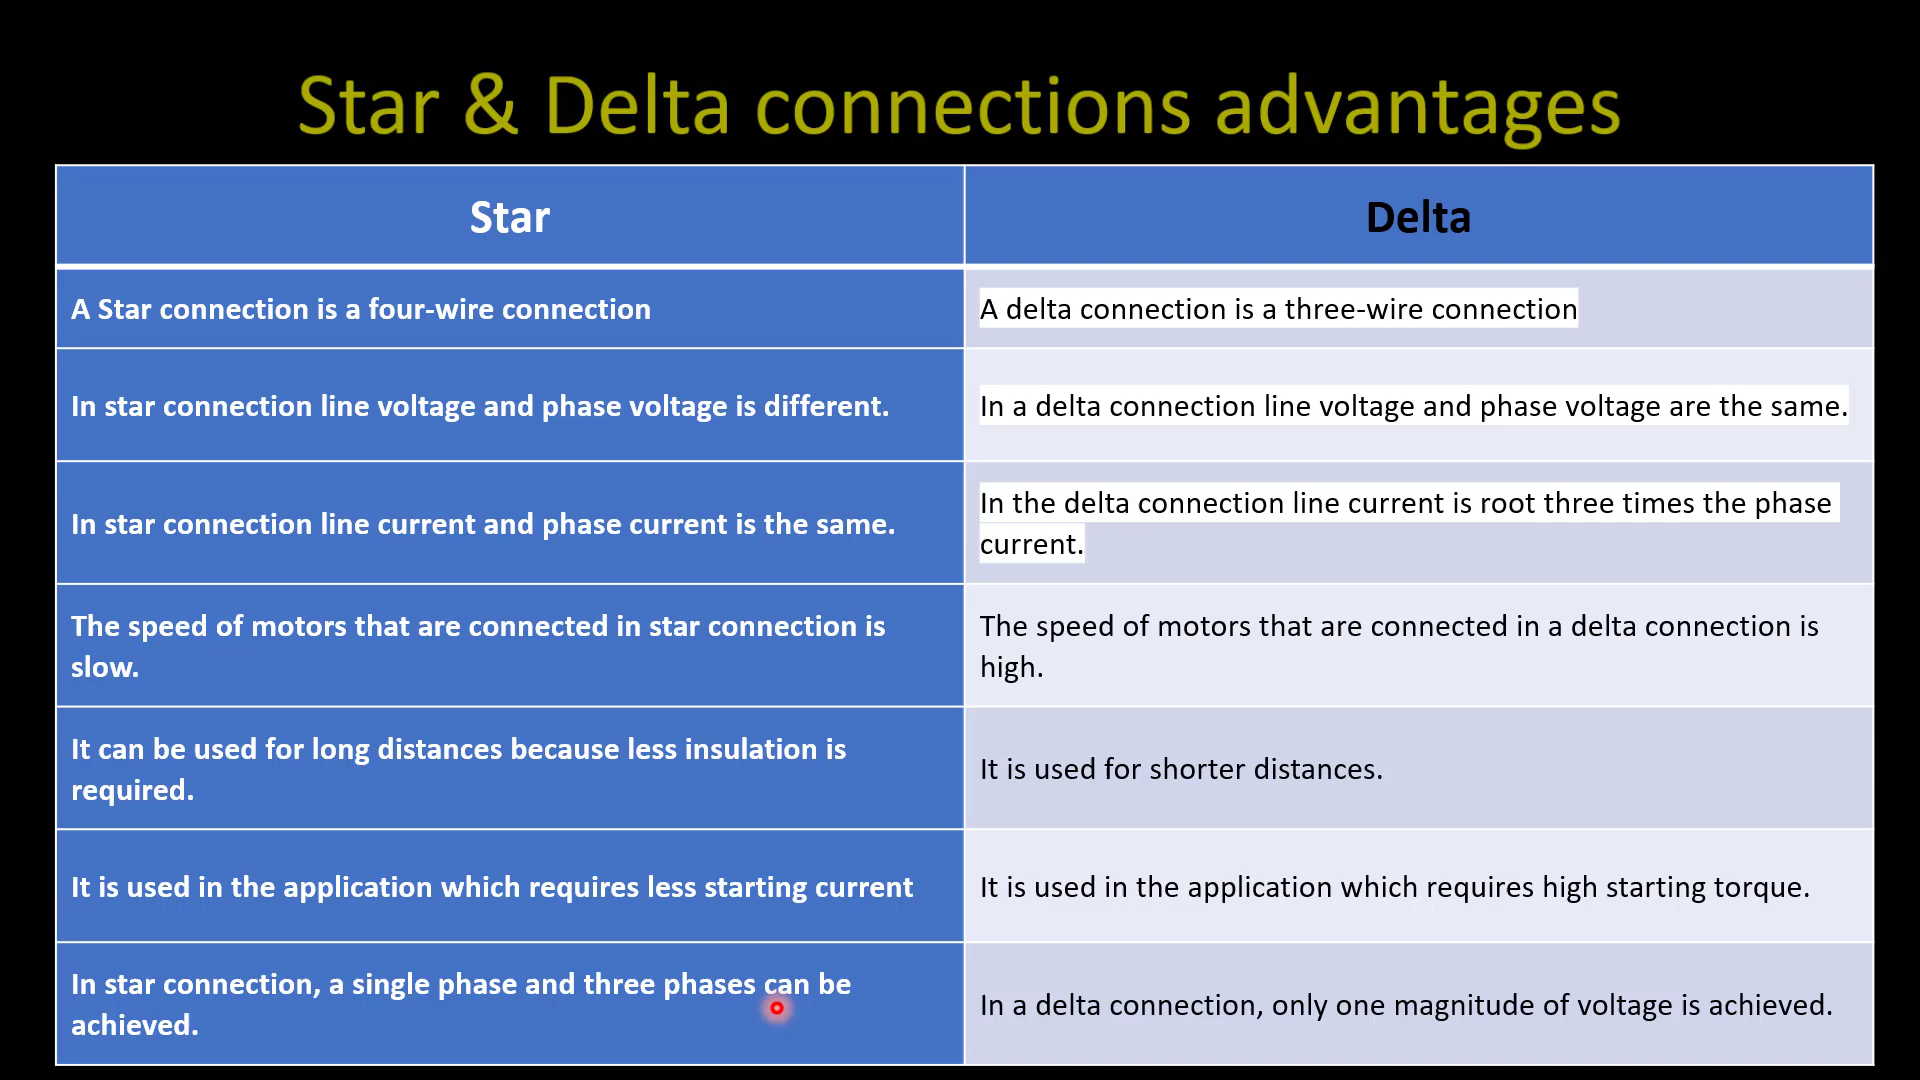 Star & Delta connections advantages
Star
Delta
A Star connection is a four-wire connection
A delta connection is a three-wire connection
In star connection line voltage and phase voltage is different.
In a delta connection line voltage and phase voltage are the same.
In star connection line current and phase current is the same.
In the delta connection line current is root three times the phase
current.
The speed of motors that are connected in star connection is
slow.
The speed of motors that are connected in a delta connection is
high.
It can be used for long distances because less insulation is
required.
It is used for shorter distances.
It is used in the application which requires less starting current
It is used in the application which requires high starting torque.
In star connection, a single phase and three phases can be
achieved.
In a delta connection, only one magnitude of voltage is achieved.